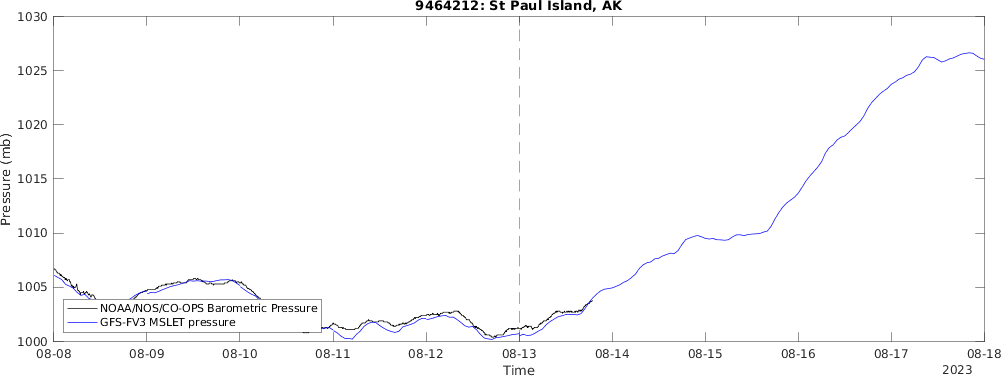 9464212: St Paul Island, AK
Pressure (mb)
1030
1025
1020
1015
1010
1005
1000
NOAA/NOS/CO-OPS Barometric Pressure
GFS-FV3 MSLET pressure
08-08 08-09 08-10 08-11 08-12 08-13 08-14 08-15 08-16 08-17 08-18
Time
2023